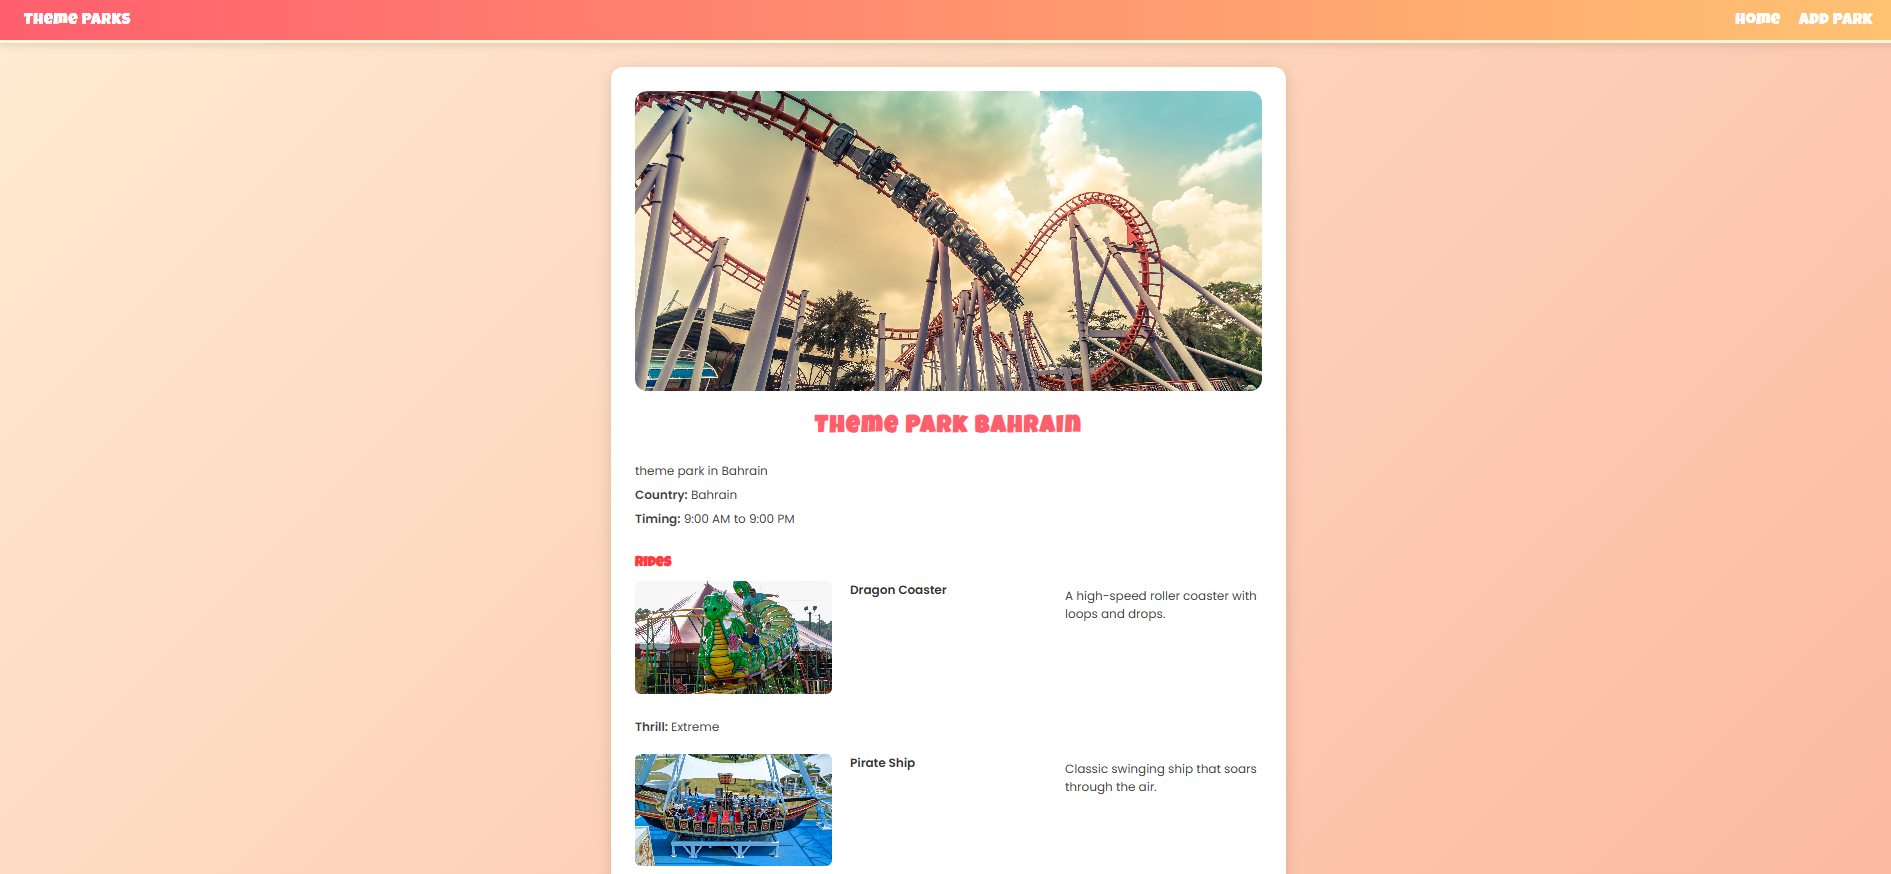 Theme Parks
Home
Add Park
Theme Park Bahrain
theme park in Bahrain
Country: Bahrain
Timing: 9:00 AM to 9:00 PM
Rides
Dragon Coaster
A high-speed roller coaster with
loops and drops.
Thrill: Extreme
Pirate Ship
Classic swinging ship that soars
through the air.